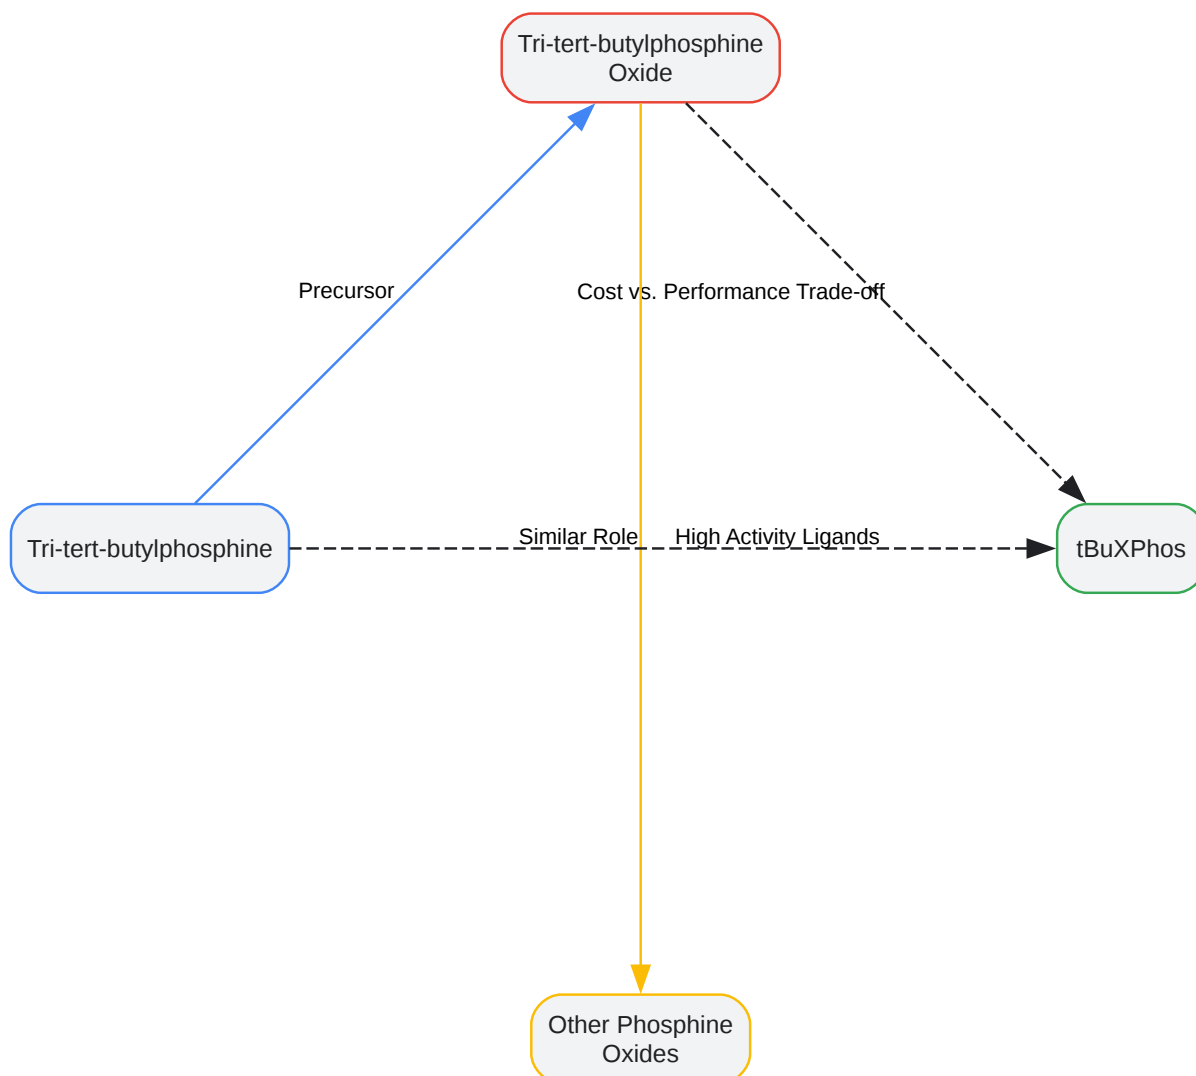 Tri-tert-butylphosphine
Oxide
Precursor
Cost vs. Performance Trade-off
Similar Role
High Activity Ligands
Tri-tert-butylphosphine
tBuXPhos
Other Phosphine
Oxides